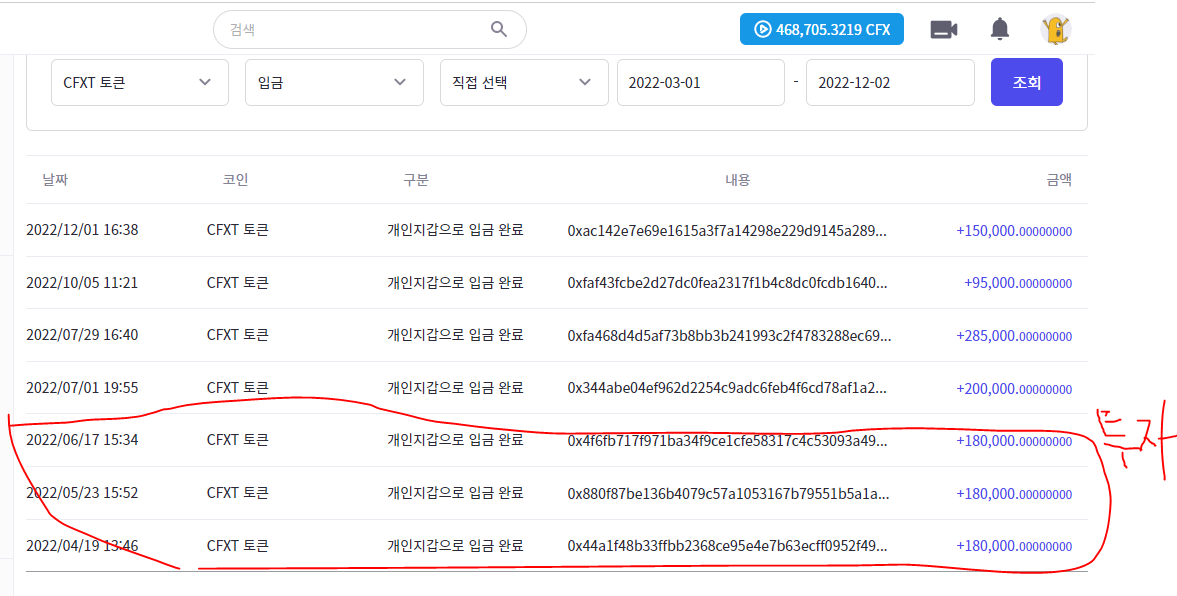 검색
468,705.3219 CFX
CFXT 토큰 입금 직접 선택 2022-03-01 - 2022-12-02 조회
날짜 코인 구분 내용 금액
2022/12/01 16:38 CFXT 토큰 개인지갑으로 입금 완료 0xac142e7e69e1615a3f7a14298e229d9145a289... +150,000.00000000
2022/10/05 11:21 CFXT 토큰 개인지갑으로 입금 완료 0xfaf43fcbe2d27dc0fea2317f1b4c8dc0fcdb1640... +95,000.00000000
2022/07/29 16:40 CFXT 토큰 개인지갑으로 입금 완료 0xfa468d4d5af73b8bb3b241993c2f4783288ec69... +285,000.00000000
2022/07/01 19:55 CFXT 토큰 개인지갑으로 입금 완료 0x344abe04ef962d2254c9adc6feb4f6cd78af1a2... +200,000.00000000
2022/06/17 15:34 CFXT 토큰 개인지갑으로 입금 완료 0x4f6fb717f971ba34f9ce1cfe58317c4c53093a49... +180,000.00000000
2022/05/23 15:52 CFXT 토큰 개인지갑으로 입금 완료 0x880f87be136b4079c57a1053167b79551b5a1a... +180,000.00000000
2022/04/19 13:46 CFXT 토큰 개인지갑으로 입금 완료 0x44a1f48b33ffbb2368ce95e4e7b63ecff0952f49... +180,000.00000000